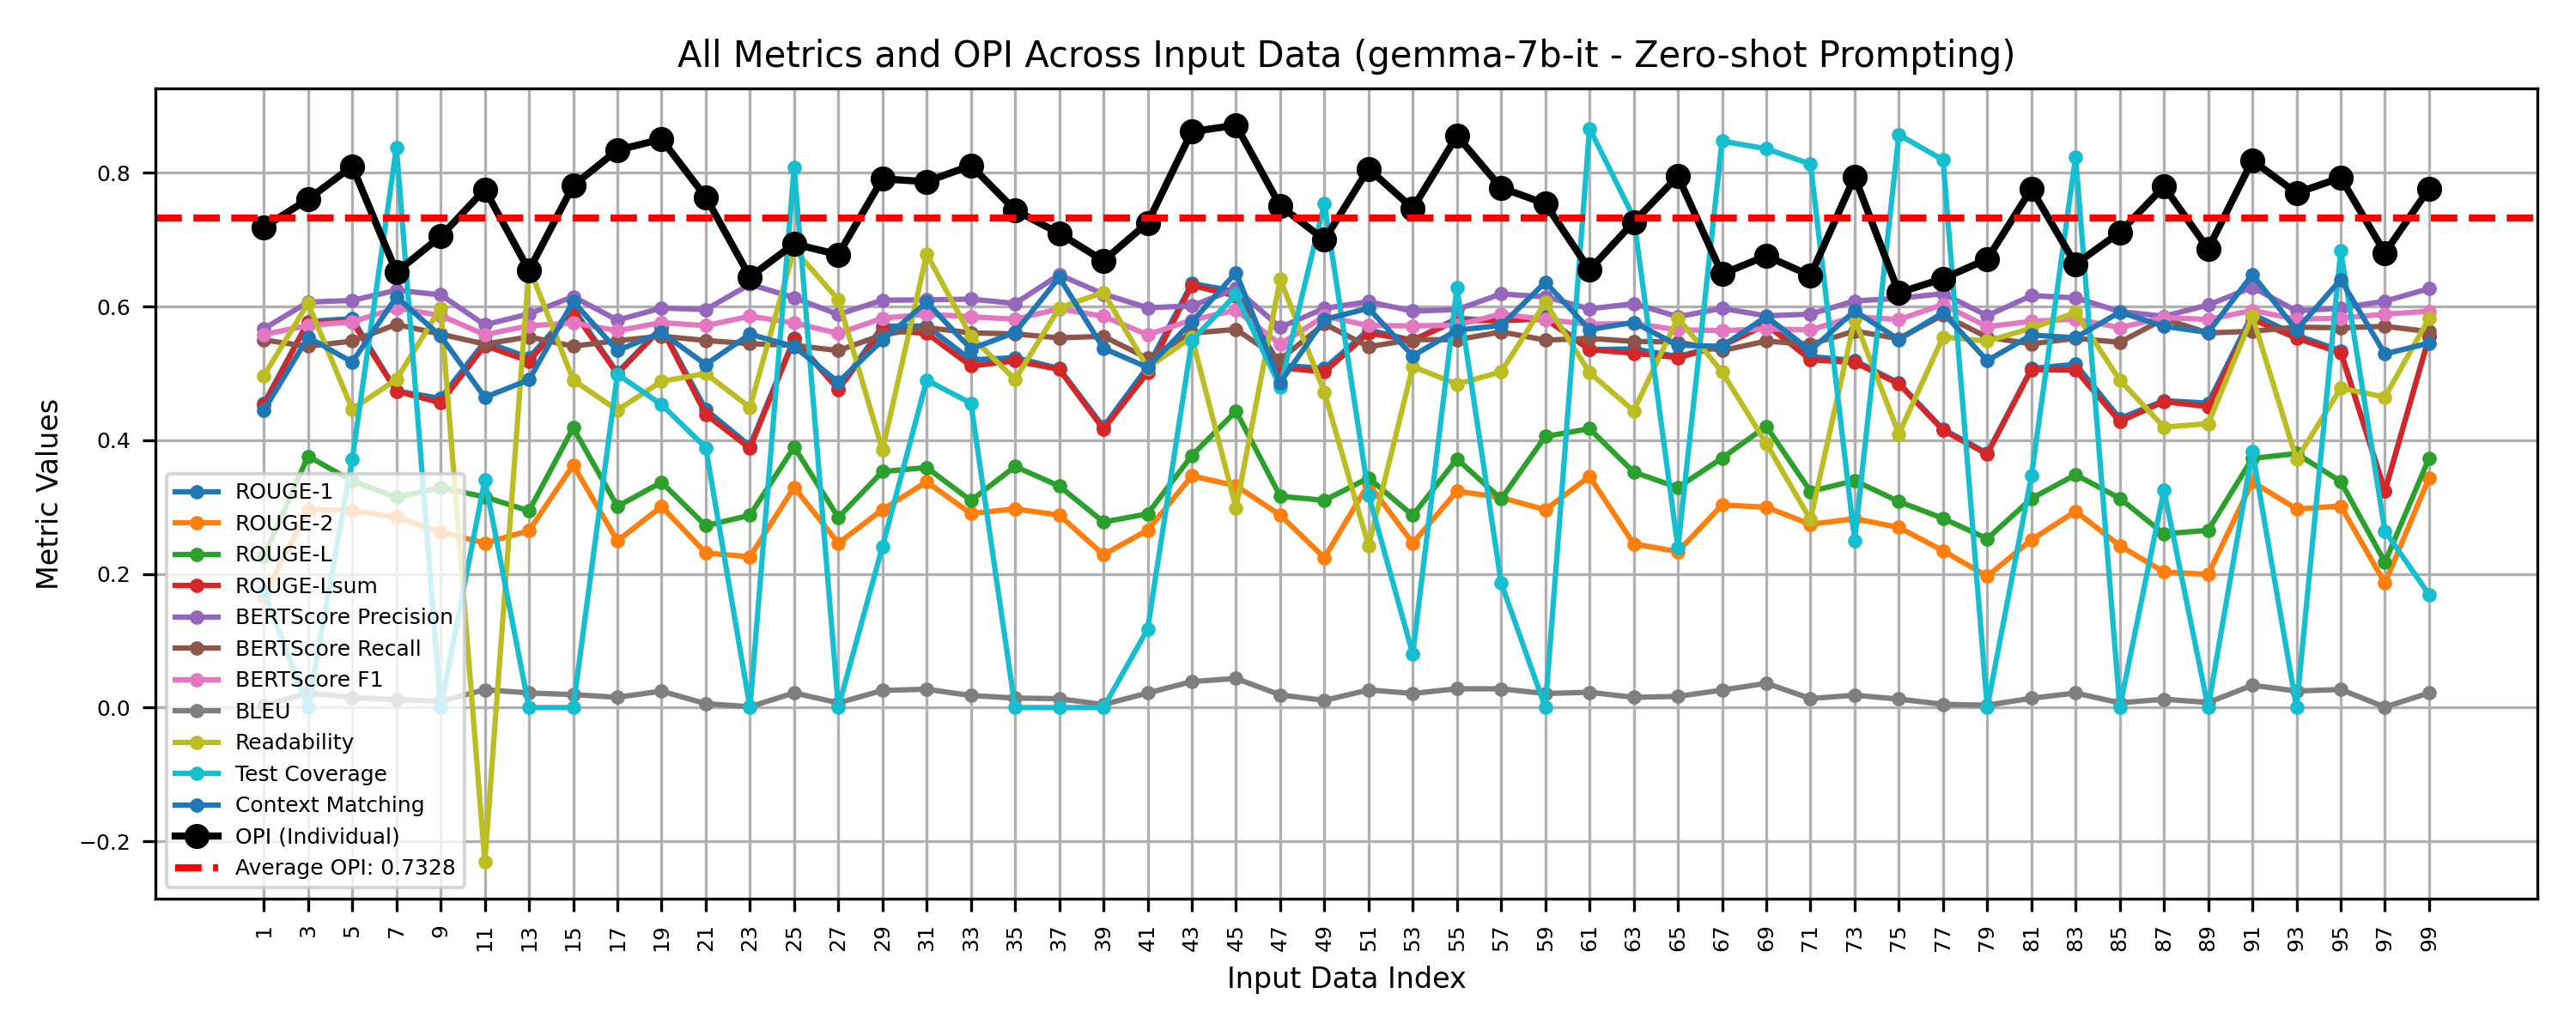 All Metrics and OPI Across Input Data (gemma-7b-it - Zero-shot Prompting)
Metric Values
0.8
0.6
0.4
0.2
0.0
−0.2
ROUGE-1
ROUGE-2
ROUGE-L
ROUGE-Lsum
BERTScore Precision
BERTScore Recall
BERTScore F1
BLEU
Readability
Test Coverage
Context Matching
OPI (Individual)
Average OPI: 0.7328
1 3 5 7 9 11 13 15 17 19 21 23 25 27 29 31 33 35 37 39 41 43 45 47 49 51 53 55 57 59 61 63 65 67 69 71 73 75 77 79 81 83 85 87 89 91 93 95 97 99
Input Data Index